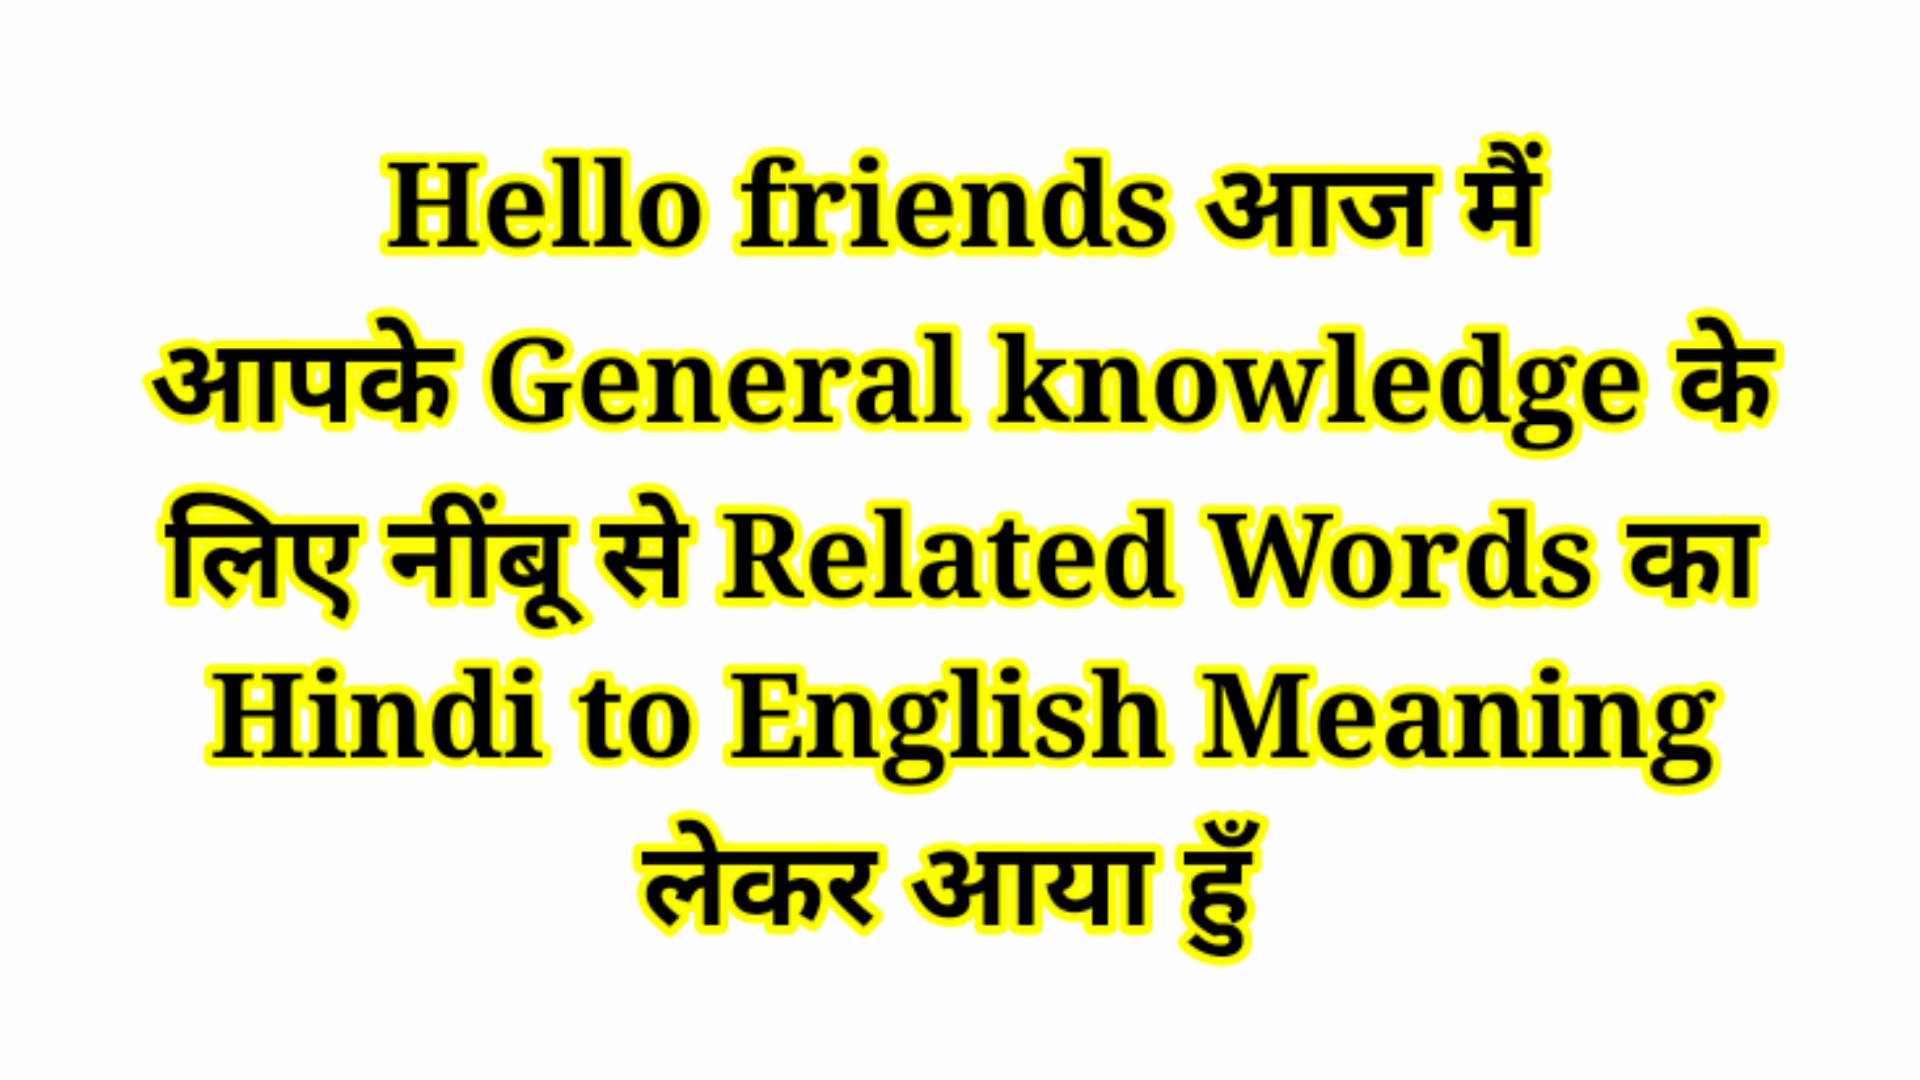 Hello friends आज मैं
आपके General knowledge के
लिए नींबू से Related Words का
Hindi to English Meaning
लेकर आया हुँ